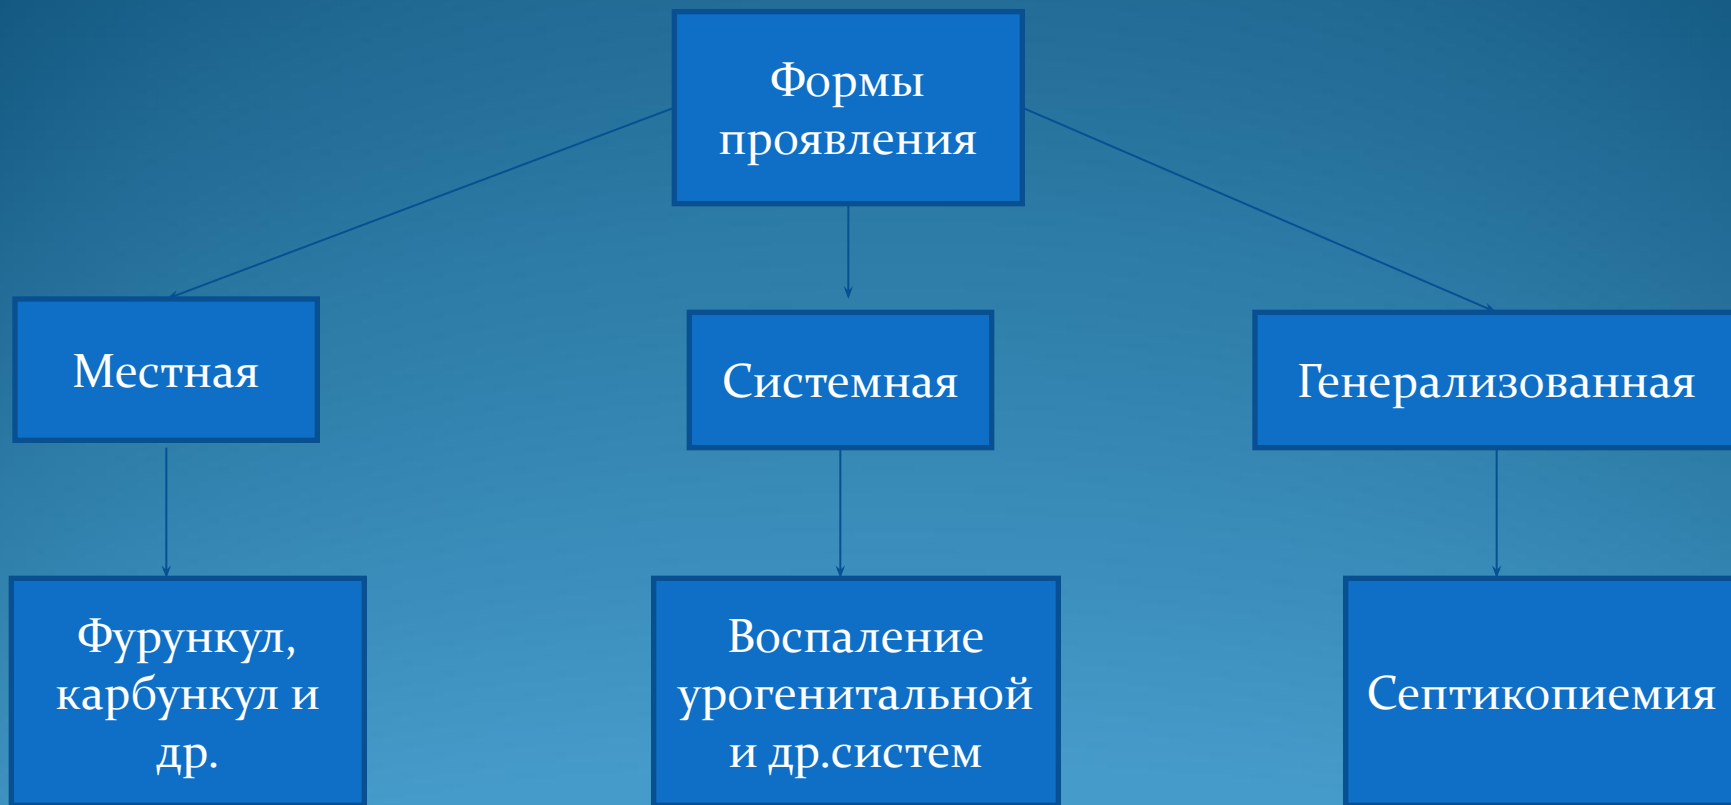 Формы
проявления
Местная
Системная
Генерализованная
Фурункул,
карбункул и
др.
Воспаление
урогенитальной
и др.систем
Септикопиемия